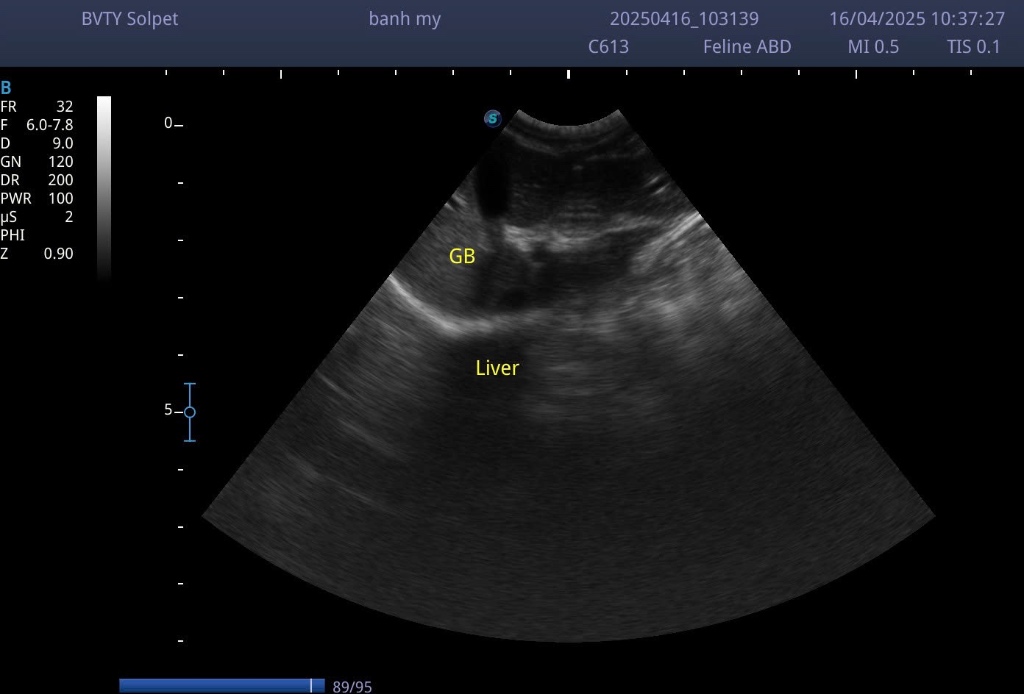 BVTY Solpet banh my 20250416_103139 16/04/2025 10:37:27
C613 Feline ABD MI 0.5 TIS 0.1
B
FR 32
F 6.0-7.8
D 9.0
GN 120
DR 200
PWR 100
µS 2
PHI
Z 0.90
S
0
GB
Liver
5
89/95